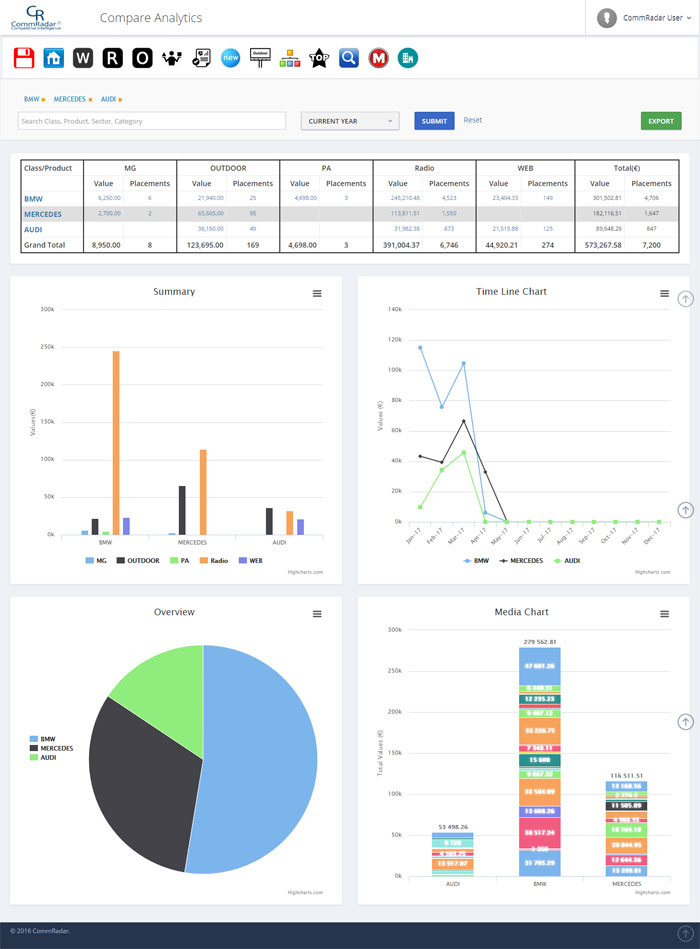 CR
CommRadar®
Competitive Intelligence
Compare Analytics
CommRadar User
W R O new Outdoor TOP M
BMW MERCEDES AUDI
Search Class, Product, Sector, Category
CURRENT YEAR
SUBMIT
Reset
EXPORT
Class/Product MG OUTDOOR PA Radio WEB Total(€)
Value Placements Value Placements Value Placements Value Placements Value Placements Value Placements
BMW 6,250.00 6 21,940.00 25 4,698.00 3 245,210.48 4,523 23,404.33 149 301,502.81 4,706
MERCEDES 2,700.00 2 65,605.00 95 113,811.51 1,550 182,116.51 1,647
AUDI 36,150.00 49 31,982.38 673 21,515.88 125 89,648.26 847
Grand Total 8,950.00 8 123,695.00 169 4,698.00 3 391,004.37 6,746 44,920.21 274 573,267.58 7,200
Summary
300k
250k
200k
150k
100k
50k
0k
Values(€)
BMW MERCEDES AUDI
MG OUTDOOR PA Radio WEB
Highcharts.com
Time Line Chart
140k
120k
100k
80k
60k
40k
20k
0k
Values (€)
Jan-17 Feb-17 Mar-17 Apr-17 May-17 Jun-17 Jul-17 Aug-17 Sep-17 Oct-17 Nov-17 Dec-17
BMW MERCEDES AUDI
Highcharts.com
Overview
BMW
MERCEDES
AUDI
Highcharts.com
Media Chart
300k
250k
200k
150k
100k
50k
0k
Total Values (€)
53 498.26
9 720
13 917.07
279 562.81
47 001.36
12 235.23
9 407.12
33 236.75
7 348.11
15 600
9 667.22
33 584.99
13 608.26
38 517.24
31 705.29
116 511.51
13 168.56
11 505.89
18 164.18
20 044.95
12 644.36
13 399.81
AUDI BMW MERCEDES
Highcharts.com
© 2016 CommRadar.